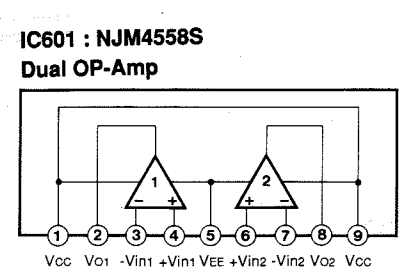 IC601 : NJM4558S
Dual OP-Amp
1 2
- + + -
1 2 3 4 5 6 7 8 9
Vcc Vo1 -Vin1 +Vin1 VEE +Vin2 -Vin2 Vo2 Vcc